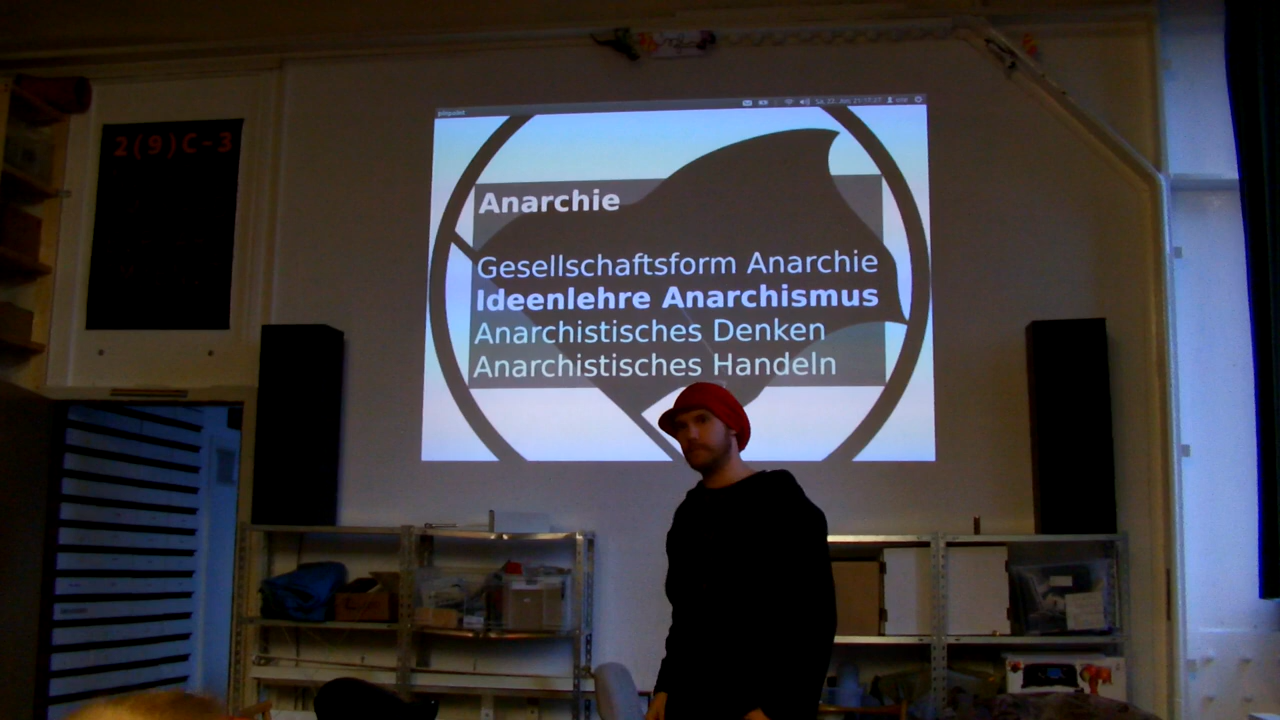 2(9)C-3
Anarchie
Gesellschaftsform Anarchie
Ideenlehre Anarchismus
Anarchistisches Denken
Anarchistisches Handeln